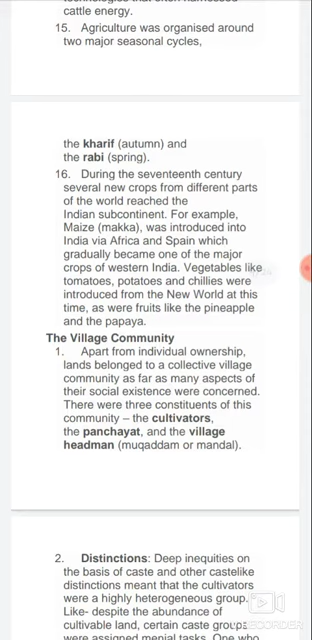 cattle energy.
15. Agriculture was organised around
two major seasonal cycles,
the kharif (autumn) and
the rabi (spring).
16. During the seventeenth century
several new crops from different parts
of the world reached the
Indian subcontinent. For example,
Maize (makka), was introduced into
India via Africa and Spain which
gradually became one of the major
crops of western India. Vegetables like
tomatoes, potatoes and chillies were
introduced from the New World at this
time, as were fruits like the pineapple
and the papaya.
The Village Community
1. Apart from individual ownership,
lands belonged to a collective village
community as far as many aspects of
their social existence were concerned.
There were three constituents of this
community – the cultivators,
the panchayat, and the village
headman (muqaddam or mandal).
2. Distinctions: Deep inequities on
the basis of caste and other castelike
distinctions meant that the cultivators
were a highly heterogeneous group.
Like- despite the abundance of
cultivable land, certain caste groups
were assigned menial tasks. One who